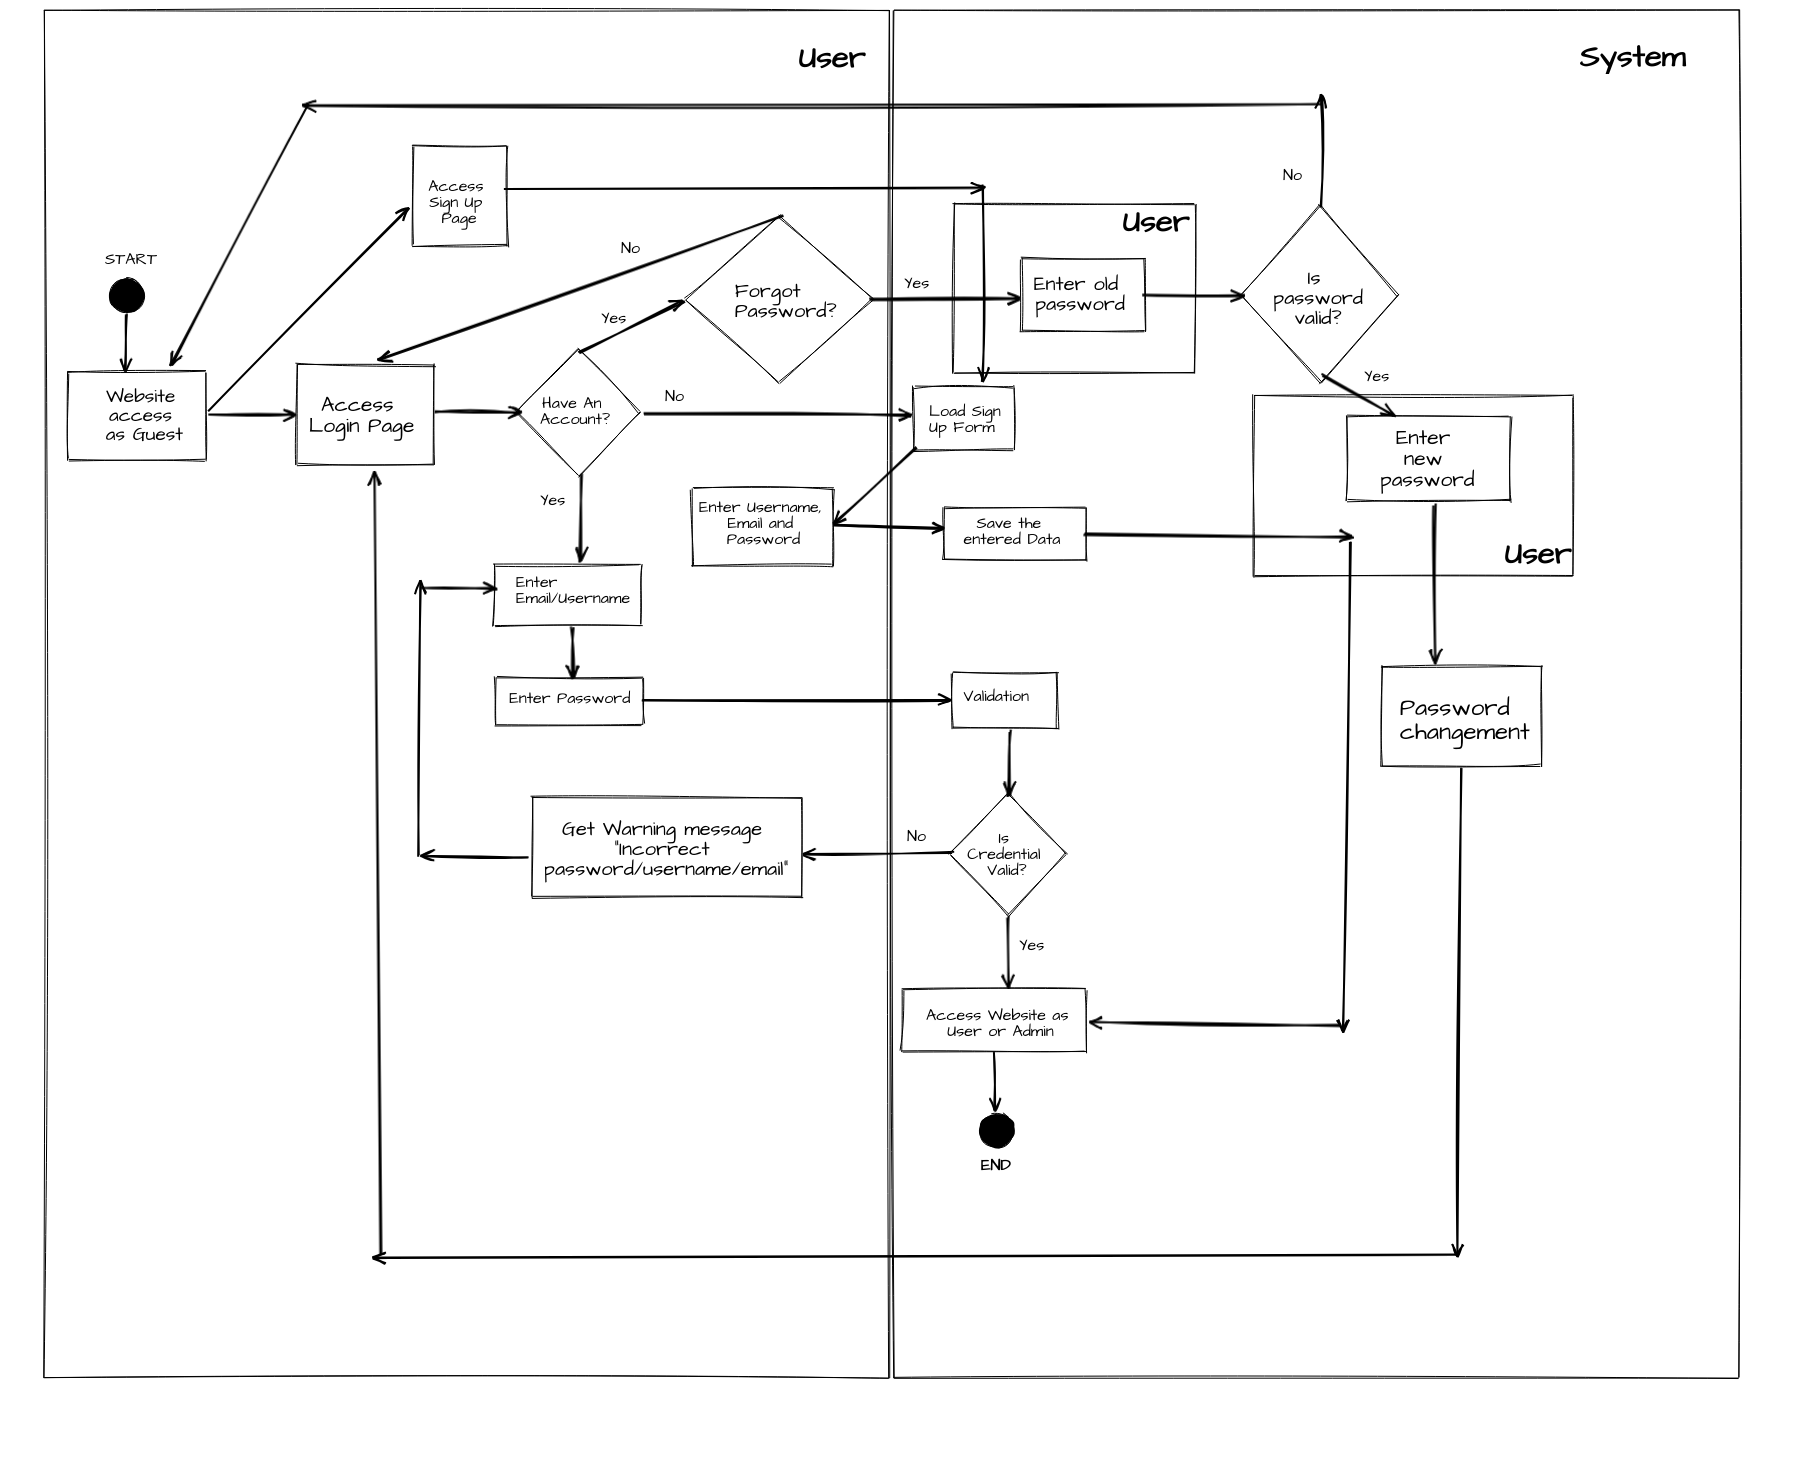 User
System
No
Access
Sign Up
Page
User
No
START
Forgot
Password?
Yes
Enter old
password
Is
password
valid?
Yes
Yes
Website
access
as Guest
Access
Login Page
Have An
Account?
No
Load Sign
Up Form
Enter
new
password
Yes
Enter Username,
Email and
Password
Save the
entered Data
User
Enter
Email/Username
Enter Password
Validation
Password
changement
Get Warning message
"Incorrect
password/username/email"
No
Is
Credential
Valid?
Yes
Access Website as
User or Admin
END